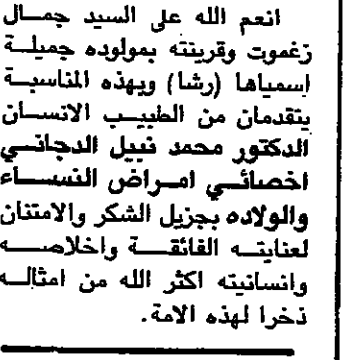 انعم الله على السيد جمال
زغموت وقرينته بمولوده جميلة
اسمياها (رشا) وبهذه المناسبة
يتقدمان من الطبيب الانسان
الدكتور محمد نبيل الدجاني
اخصائي امراض النساء
والولاده بجزيل الشكر والامتنان
لعنايته الفائقة واخلاصه
وانسانيته اكثر الله من امثاله
ذخرا لهذه الامة.